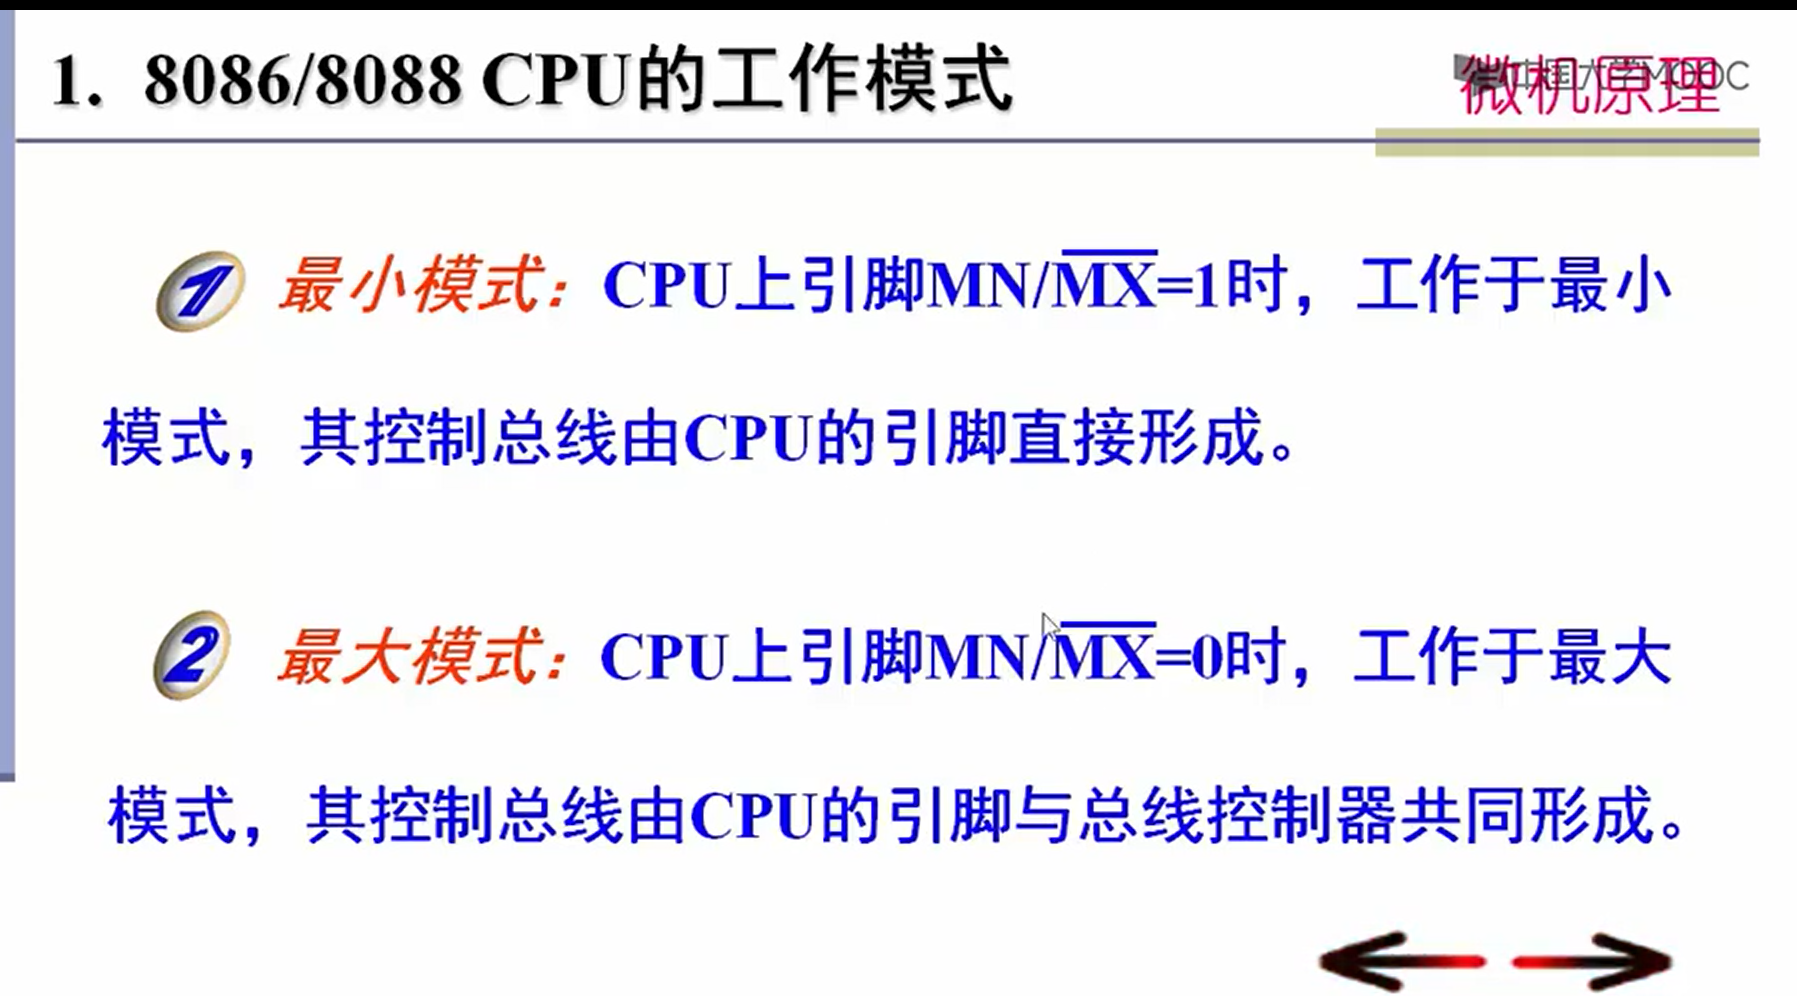 1. 8086/8088 CPU的工作模式
微机原理
中国大学MOOC
1 最小模式：CPU上引脚MN/M̅X̅=1时，工作于最小
模式，其控制总线由CPU的引脚直接形成。
2 最大模式：CPU上引脚MN/M̅X̅=0时，工作于最大
模式，其控制总线由CPU的引脚与总线控制器共同形成。